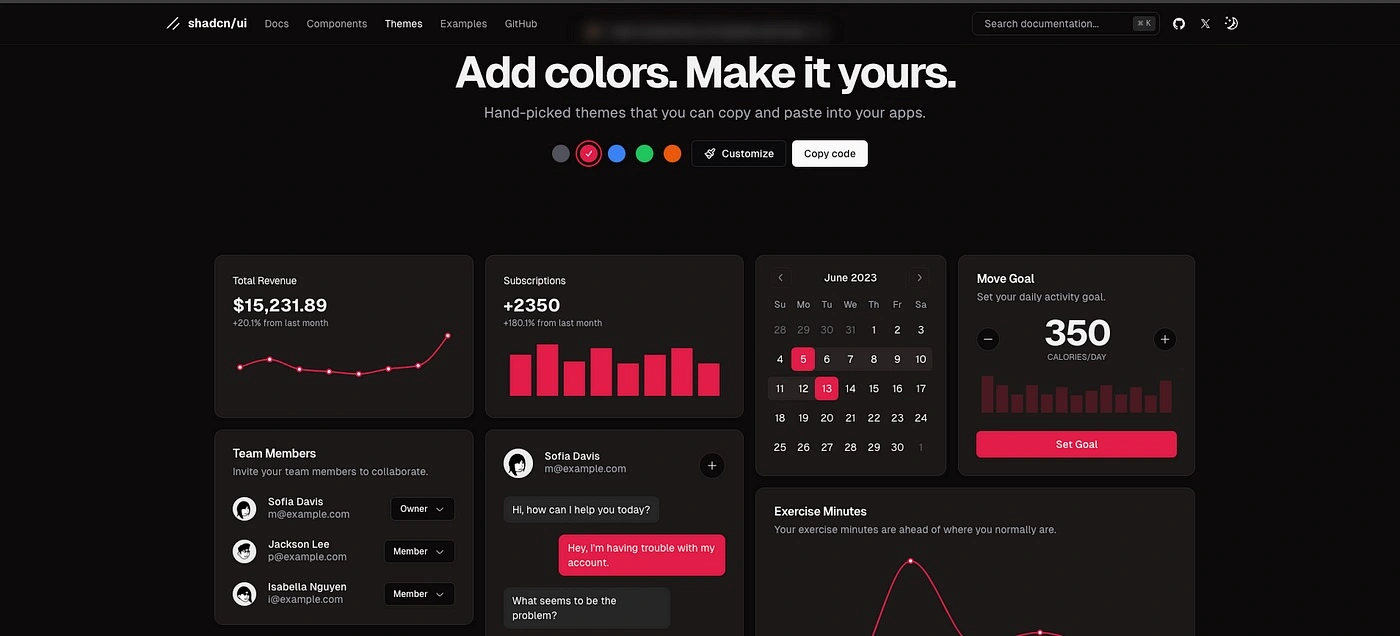 shadcn/ui Docs Components Themes Examples GitHub Search documentation... ⌘ K
Add colors. Make it yours.
Hand-picked themes that you can copy and paste into your apps.
Customize Copy code
Total Revenue
$15,231.89
+20.1% from last month
Subscriptions
+2350
+180.1% from last month
June 2023
Su Mo Tu We Th Fr Sa
28 29 30 31 1 2 3
4 5 6 7 8 9 10
11 12 13 14 15 16 17
18 19 20 21 22 23 24
25 26 27 28 29 30 1
Move Goal
Set your daily activity goal.
350
CALORIES/DAY
Set Goal
Team Members
Invite your team members to collaborate.
Sofia Davis
m@example.com
Owner
Jackson Lee
p@example.com
Member
Isabella Nguyen
i@example.com
Member
Sofia Davis
m@example.com
Hi, how can I help you today?
Hey, I'm having trouble with my
account.
What seems to be the
problem?
Exercise Minutes
Your exercise minutes are ahead of where you normally are.